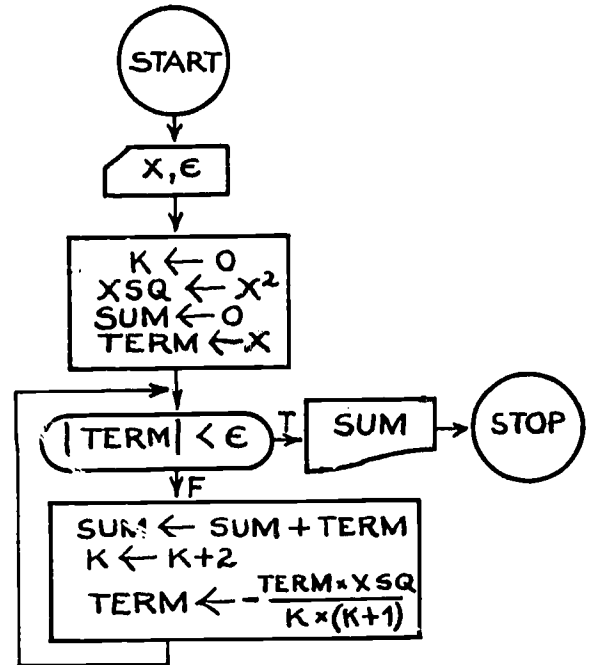 START
X, ϵ
K ← 0
XSQ ← X²
SUM ← 0
TERM ← X
|TERM| < ϵ
T
SUM
STOP
F
SUM ← SUM + TERM
K ← K+2
TERM ← - TERM × XSQ
K × (K+1)